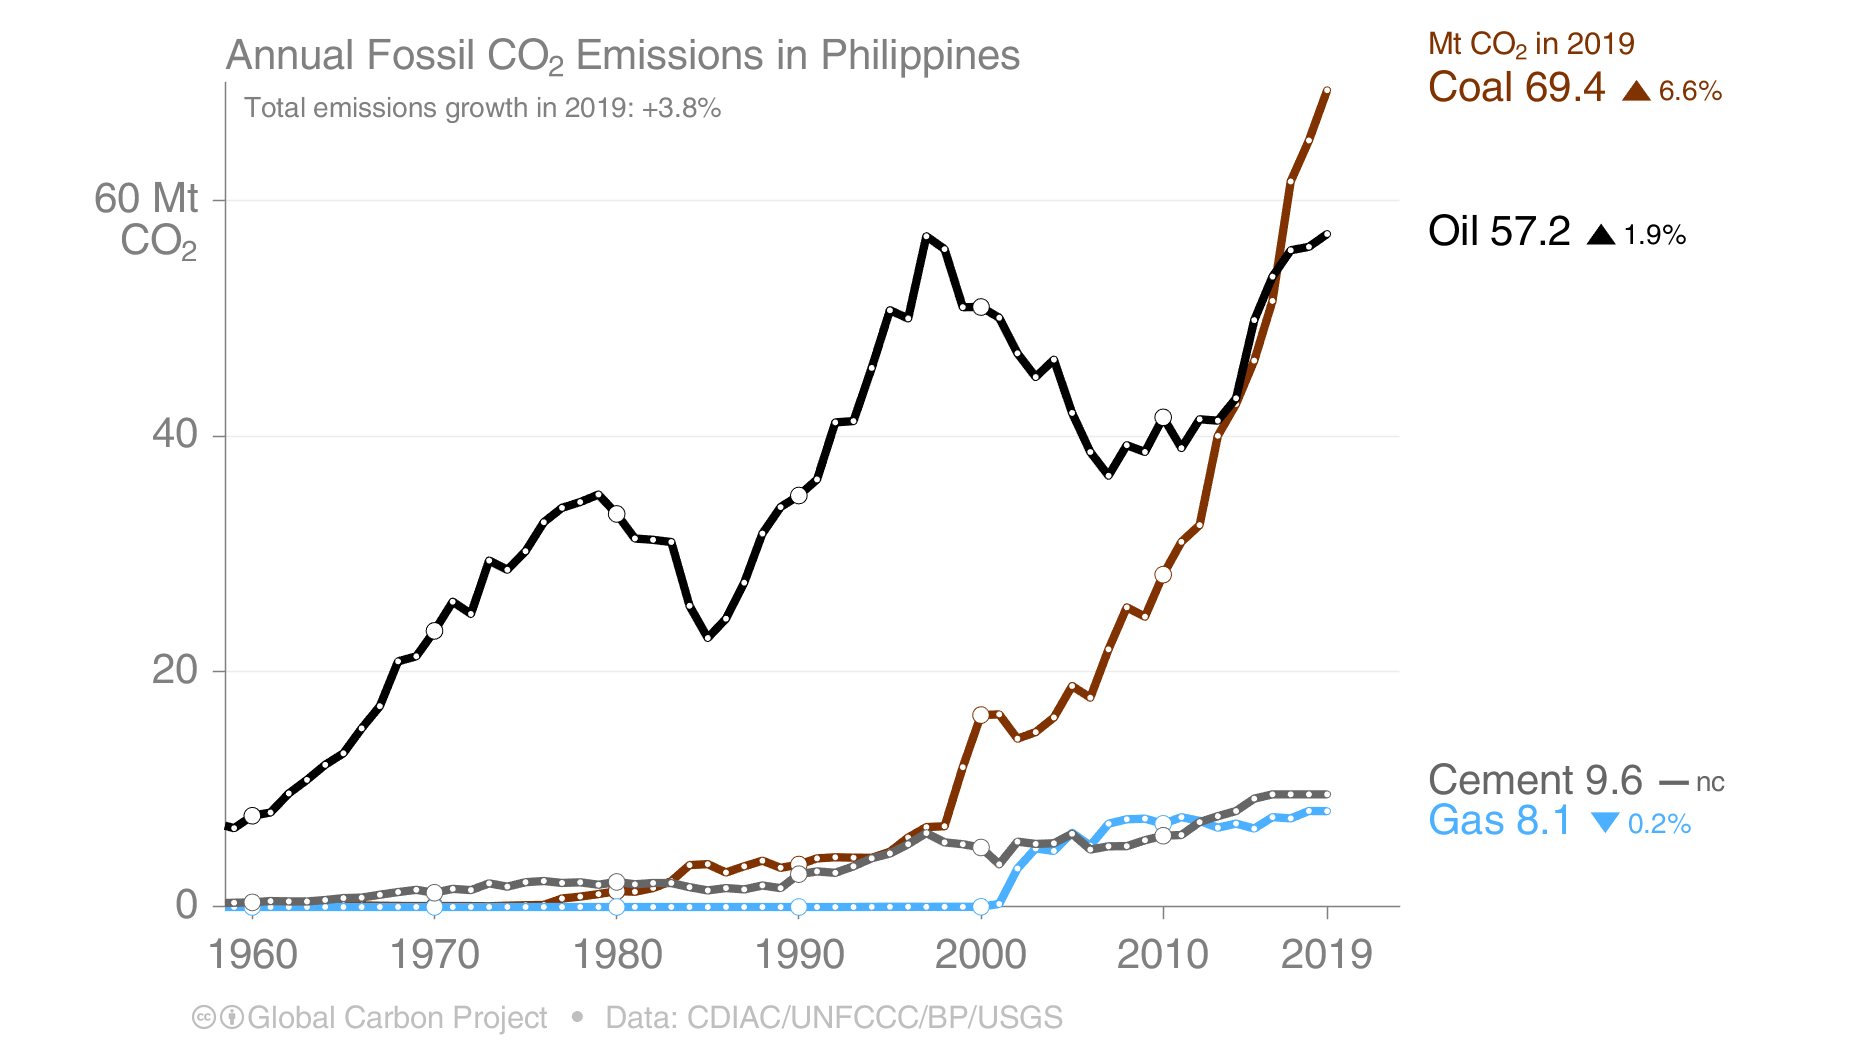 Annual Fossil CO₂ Emissions in Philippines
Total emissions growth in 2019: +3.8%
Mt CO₂ in 2019
Coal 69.4 ▲ 6.6%
Oil 57.2 ▲ 1.9%
Cement 9.6 — nc
Gas 8.1 ▼ 0.2%
60 Mt
CO₂
40
20
0
1960 1970 1980 1990 2000 2010 2019
cc Global Carbon Project • Data: CDIAC/UNFCCC/BP/USGS